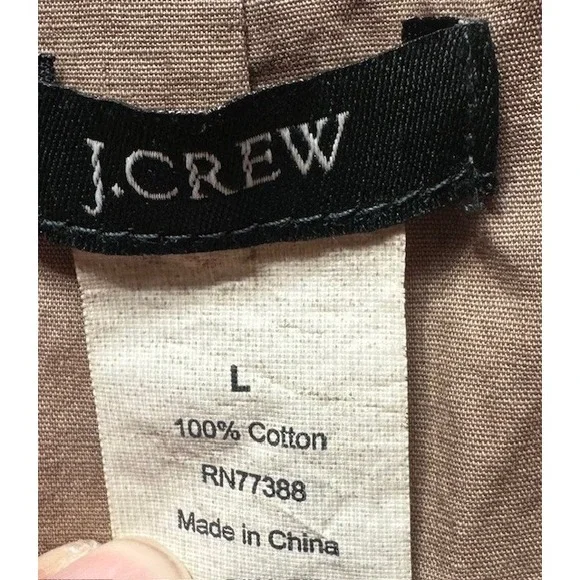 J.CREW
L
100% Cotton
RN77388
Made in China